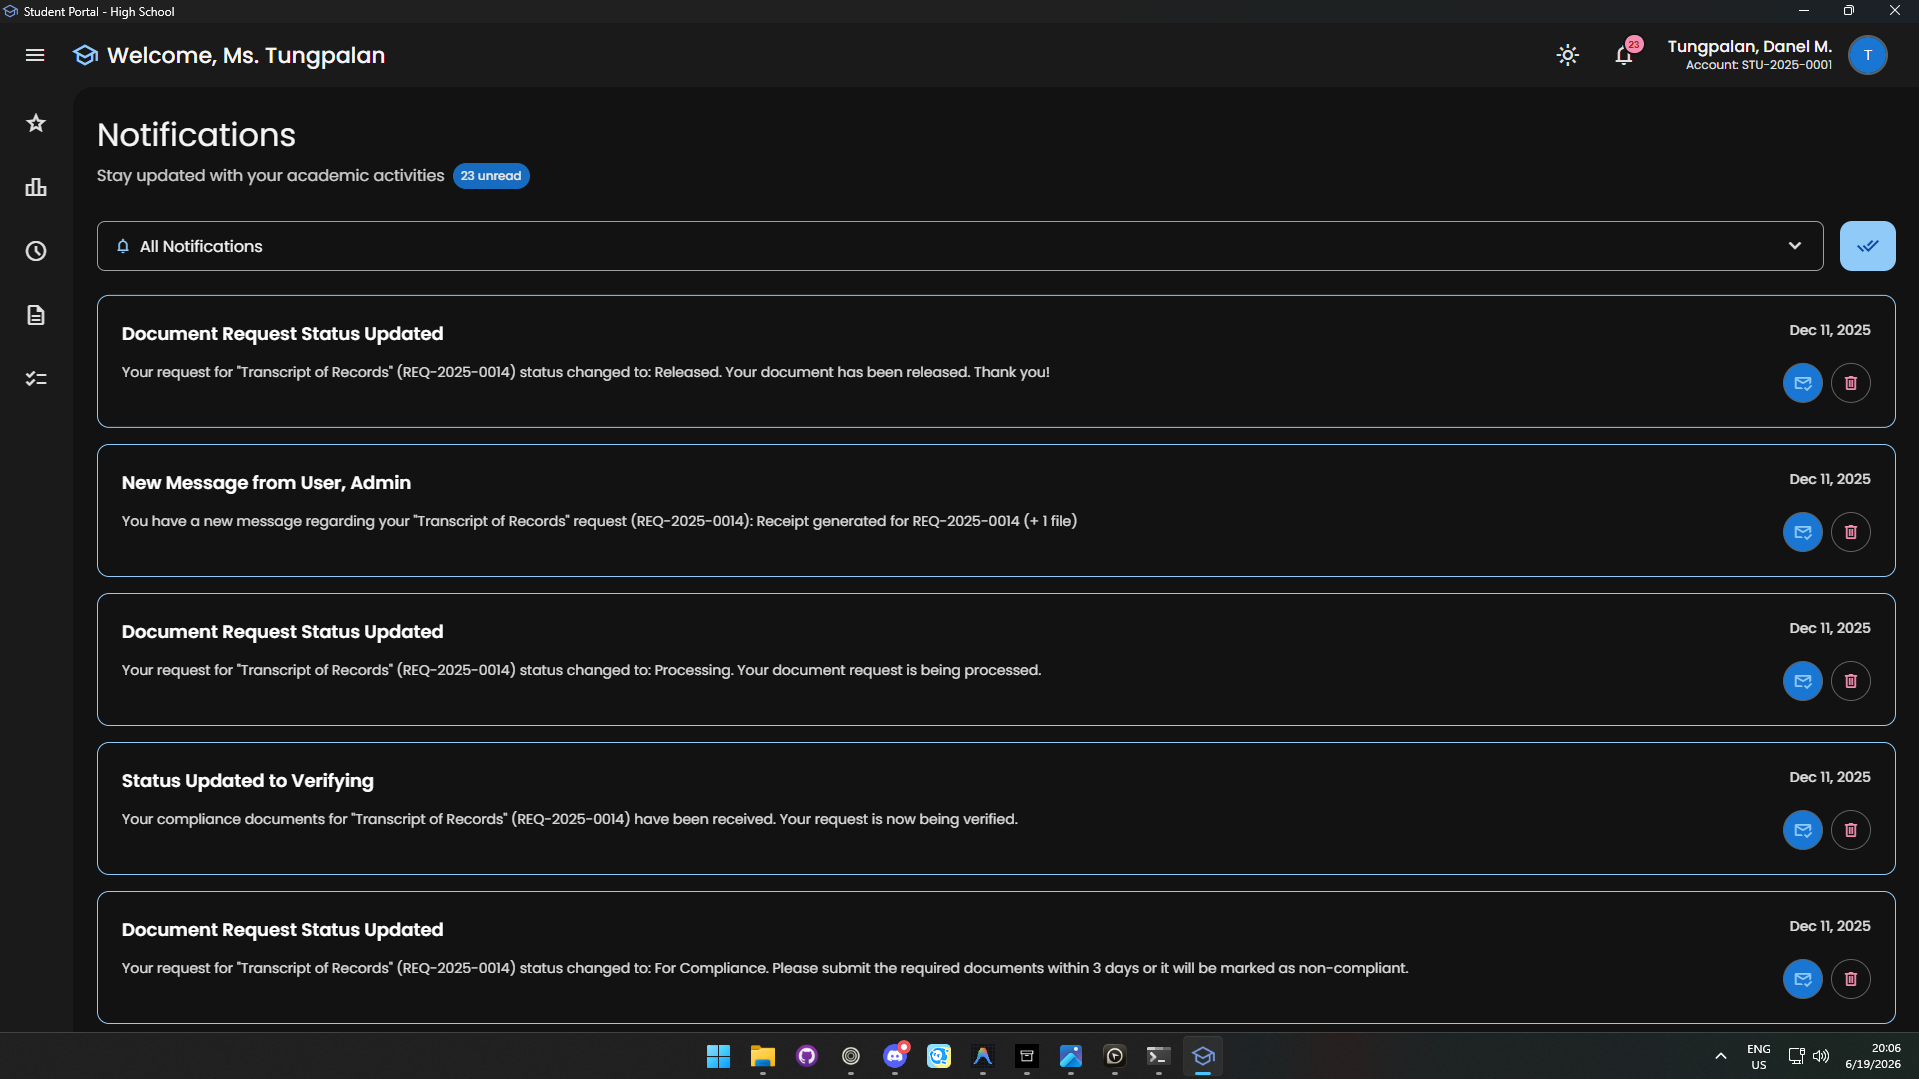 Student Portal - High School
Welcome, Ms. Tungpalan
23
Tungpalan, Danel M.
Account: STU-2025-0001
T
Notifications
Stay updated with your academic activities 23 unread
All Notifications
Document Request Status Updated
Dec 11, 2025
Your request for "Transcript of Records" (REQ-2025-0014) status changed to: Released. Your document has been released. Thank you!
New Message from User, Admin
Dec 11, 2025
You have a new message regarding your "Transcript of Records" request (REQ-2025-0014): Receipt generated for REQ-2025-0014 (+ 1 file)
Document Request Status Updated
Dec 11, 2025
Your request for "Transcript of Records" (REQ-2025-0014) status changed to: Processing. Your document request is being processed.
Status Updated to Verifying
Dec 11, 2025
Your compliance documents for "Transcript of Records" (REQ-2025-0014) have been received. Your request is now being verified.
Document Request Status Updated
Dec 11, 2025
Your request for "Transcript of Records" (REQ-2025-0014) status changed to: For Compliance. Please submit the required documents within 3 days or it will be marked as non-compliant.
ENG
US
20:06
6/19/2026